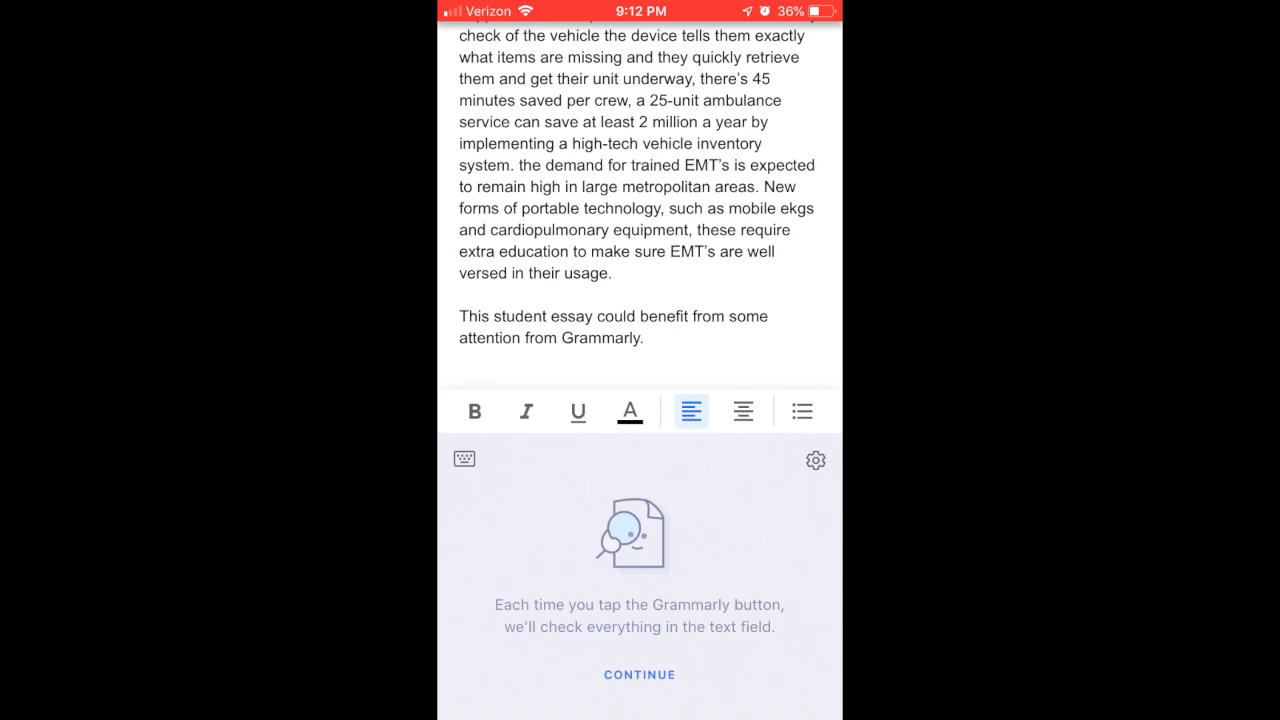 Verizon 9:12 PM 36%
check of the vehicle the device tells them exactly
what items are missing and they quickly retrieve
them and get their unit underway, there's 45
minutes saved per crew, a 25-unit ambulance
service can save at least 2 million a year by
implementing a high-tech vehicle inventory
system. the demand for trained EMT's is expected
to remain high in large metropolitan areas. New
forms of portable technology, such as mobile ekgs
and cardiopulmonary equipment, these require
extra education to make sure EMT's are well
versed in their usage.
This student essay could benefit from some
attention from Grammarly.
B I U A
Each time you tap the Grammarly button,
we'll check everything in the text field.
CONTINUE